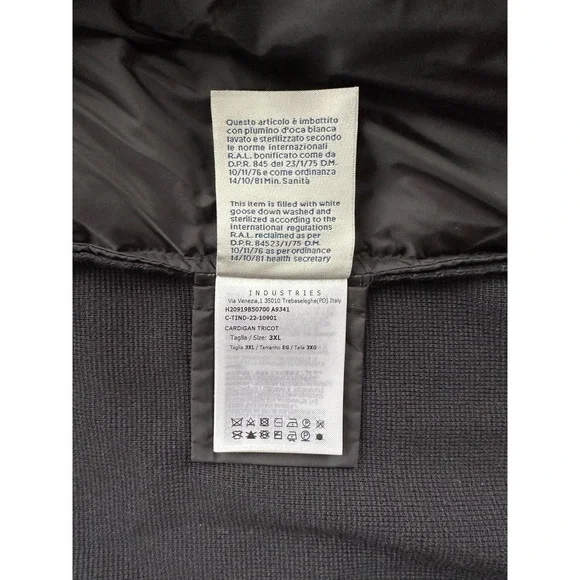 Questo articolo è imbottito
con piumino d'oca bianca
lavato e sterilizzato secondo
le norme internazionali
R.A.L. bonificato come da
D.P.R. 845 del 23/1/75 D.M.
10/11/76 e come ordinanza
14/10/81 Min. Sanità
This item is filled with white
goose down washed and
sterilized according to the
international regulations
R.A.L. reclaimed as per
D.P.R. 84523/1/75 D.M.
10/11/76 as per ordinance
14/10/81 health secretary
INDUSTRIES
Via Venezia,1 35010 Trebaseleghe(PD) Italy
H20919B50700 A9341
C-TIND-22-10901
CARDIGAN TRICOT
Taglia / Size: 3XL
Taglia 3XL / Tamanho EG / Talla 3XG